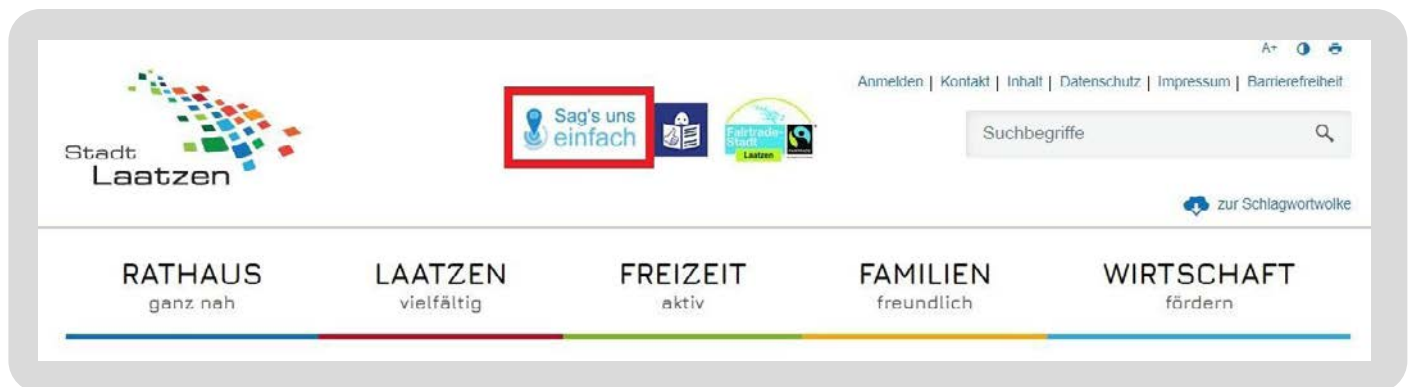 A+
Anmelden | Kontakt | Inhalt | Datenschutz | Impressum | Barrierefreiheit
Stadt
Laatzen
Sag's uns
einfach
Fairtrade-
Stadt
Laatzen
Suchbegriffe
zur Schlagwortwolke
RATHAUS
ganz nah
LAATZEN
vielfältig
FREIZEIT
aktiv
FAMILIEN
freundlich
WIRTSCHAFT
fördern